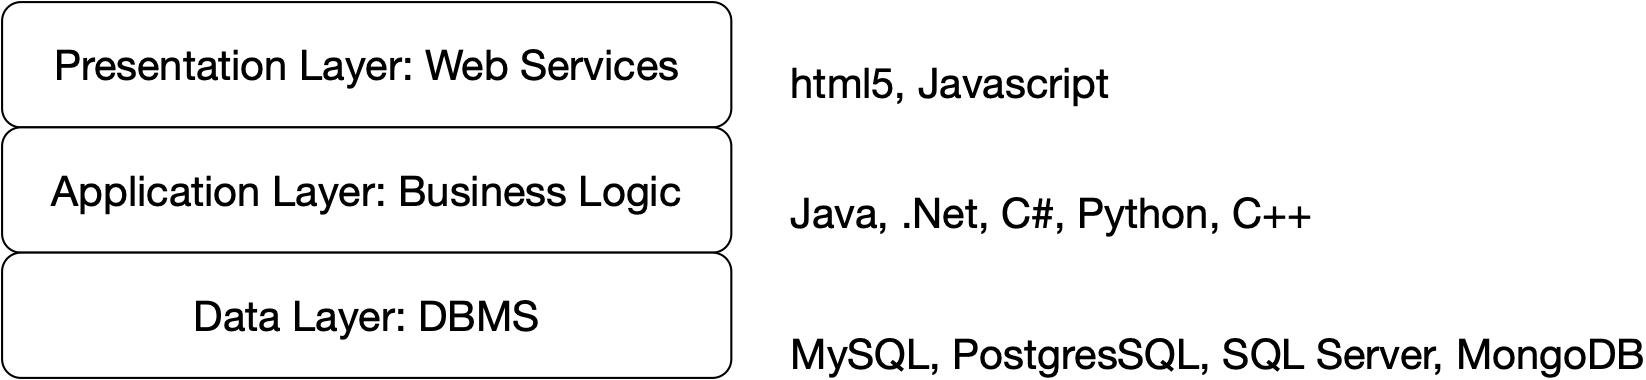 Presentation Layer: Web Services
html5, Javascript
Application Layer: Business Logic
Java, .Net, C#, Python, C++
Data Layer: DBMS
MySQL, PostgresSQL, SQL Server, MongoDB